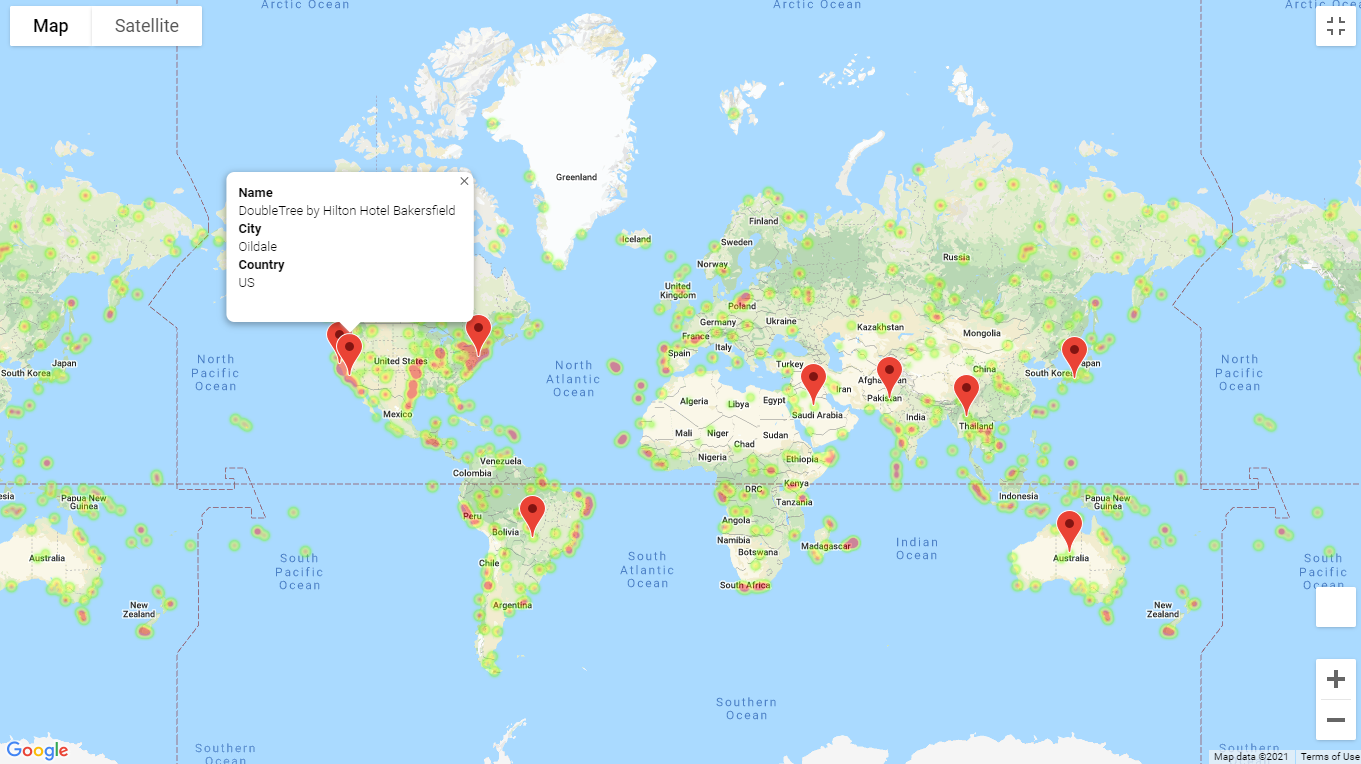 Arctic Ocean
Arctic Ocean
Map
Satellite
Greenland
Name
DoubleTree by Hilton Hotel Bakersfield
City
Oildale
Country
US
Iceland
Finland
Sweden
Norway
Russia
United
Kingdom
Poland
Germany
Ukraine
France
Kazakhstan
Mongolia
Italy
Spain
Turkey
Japan
South Korea
North
Pacific
Ocean
United States
Mexico
North
Atlantic
Ocean
Algeria
Libya
Egypt
Saudi Arabia
Iran
Pakistan
India
China
South Korea
Thailand
North
Pacific
Ocean
Mali
Niger
Chad
Sudan
Nigeria
Ethiopia
Venezuela
Colombia
DRC
Kenya
Tanzania
Indonesia
Papua New
Guinea
Papua New
Guinea
Peru
Bolivia
Angola
Namibia
Botswana
Madagascar
Indian
Ocean
Australia
Australia
South
Pacific
Ocean
Chile
South
Atlantic
Ocean
South Africa
South
Pacific
Ocean
Argentina
New
Zealand
New
Zealand
Southern
Ocean
Southern
Ocean
Southern
Google
Map data ©2021
Terms of Use